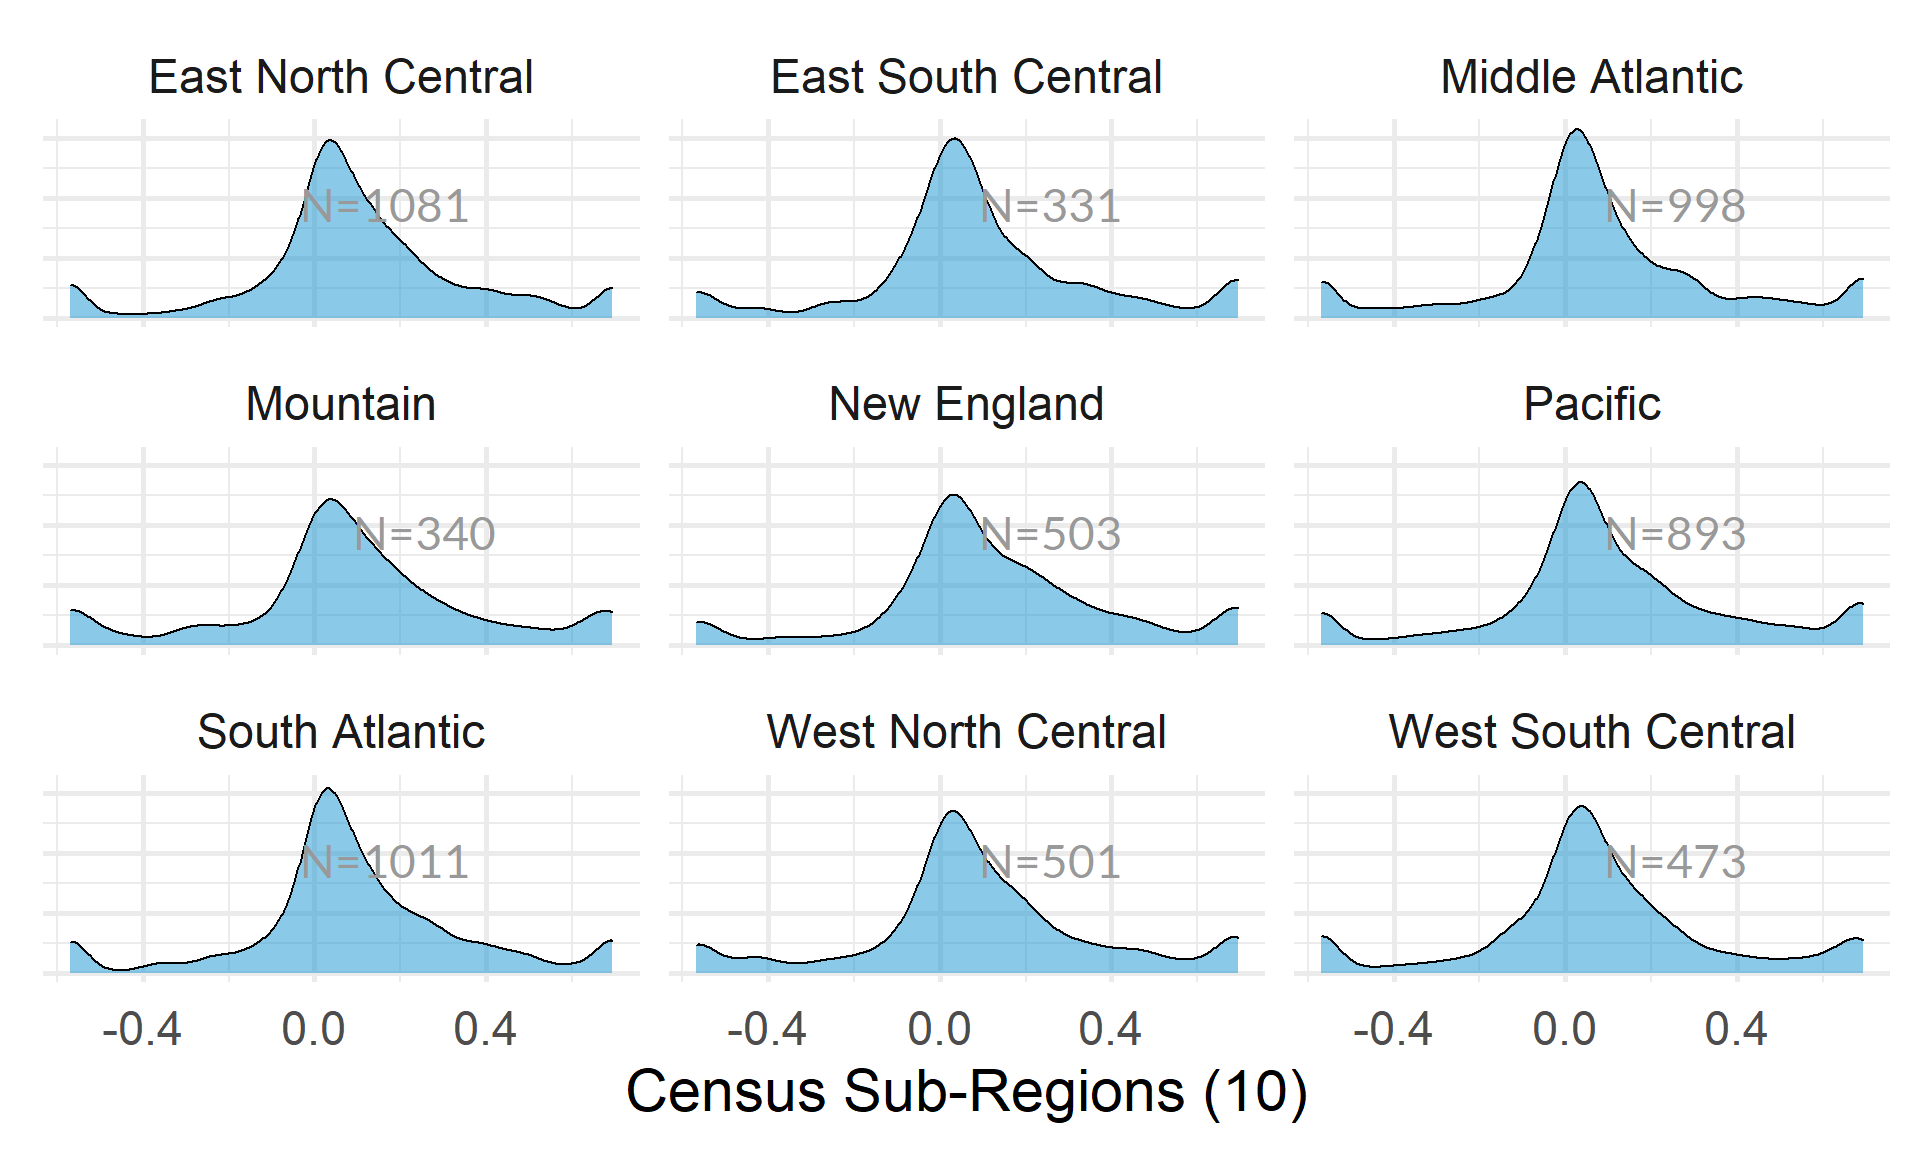 East North Central
East South Central
Middle Atlantic
N=1081
N=331
N=998
Mountain
New England
Pacific
N=340
N=503
N=893
South Atlantic
West North Central
West South Central
N=1011
N=501
N=473
-0.4 0.0 0.4
-0.4 0.0 0.4
-0.4 0.0 0.4
Census Sub-Regions (10)